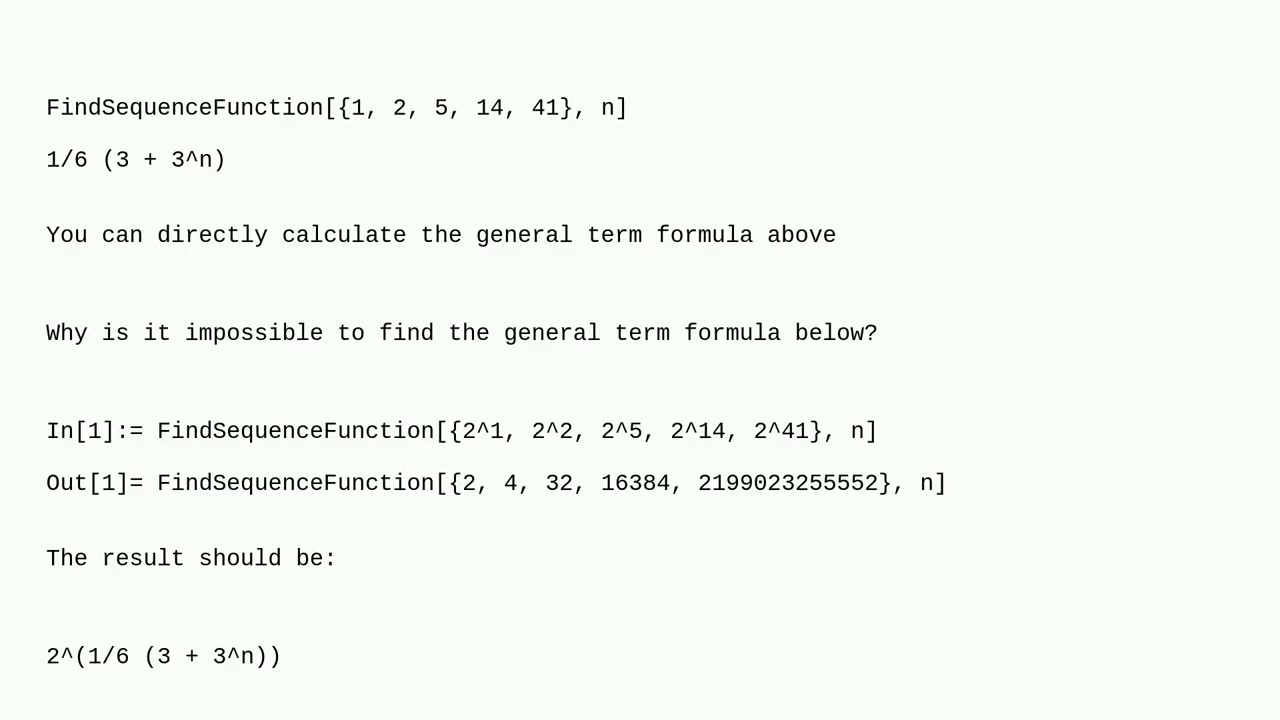 FindSequenceFunction[{1, 2, 5, 14, 41}, n]
1/6 (3 + 3^n)
You can directly calculate the general term formula above
Why is it impossible to find the general term formula below?
In[1]:= FindSequenceFunction[{2^1, 2^2, 2^5, 2^14, 2^41}, n]
Out[1]= FindSequenceFunction[{2, 4, 32, 16384, 2199023255552}, n]
The result should be:
2^(1/6 (3 + 3^n))